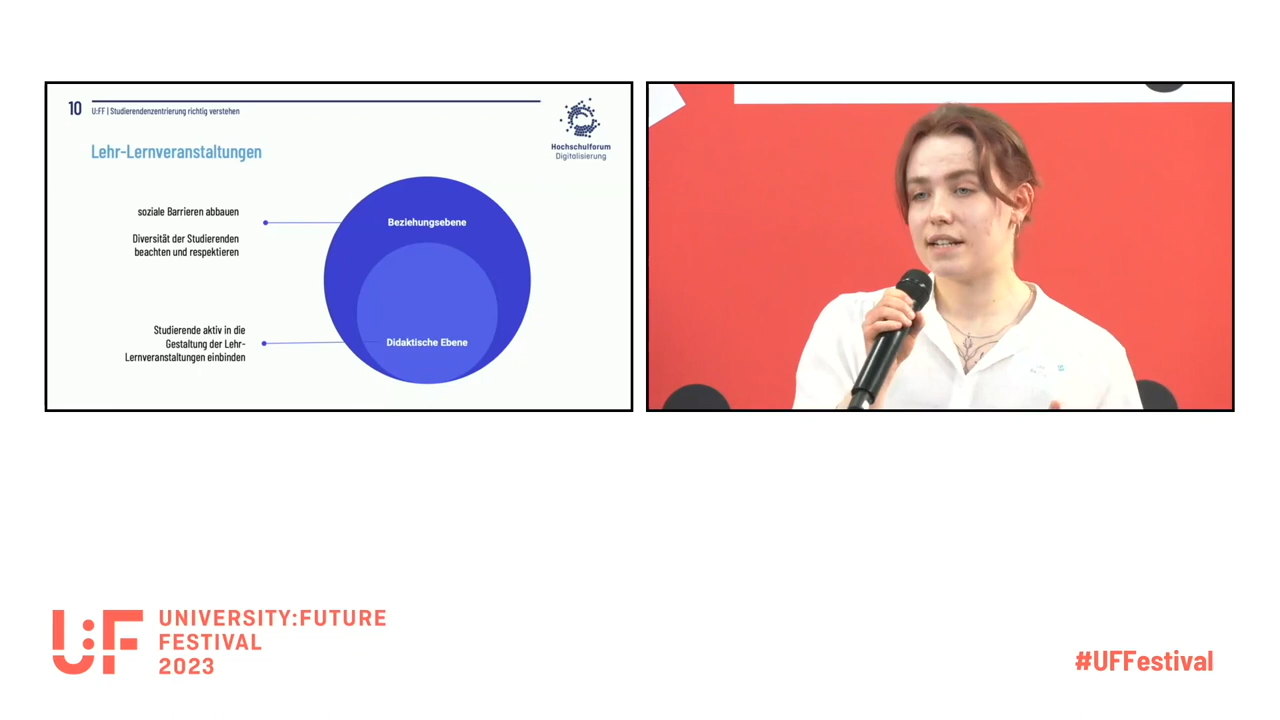 10
U:FF | Studierendenzentrierung richtig verstehen
Hochschulforum
Digitalisierung
Lehr-Lernveranstaltungen
soziale Barrieren abbauen
Diversität der Studierenden
beachten und respektieren
Beziehungsebene
Studierende aktiv in die
Gestaltung der Lehr-
Lernveranstaltungen einbinden
Didaktische Ebene
U:F
UNIVERSITY:FUTURE
FESTIVAL
2023
#UFFestival